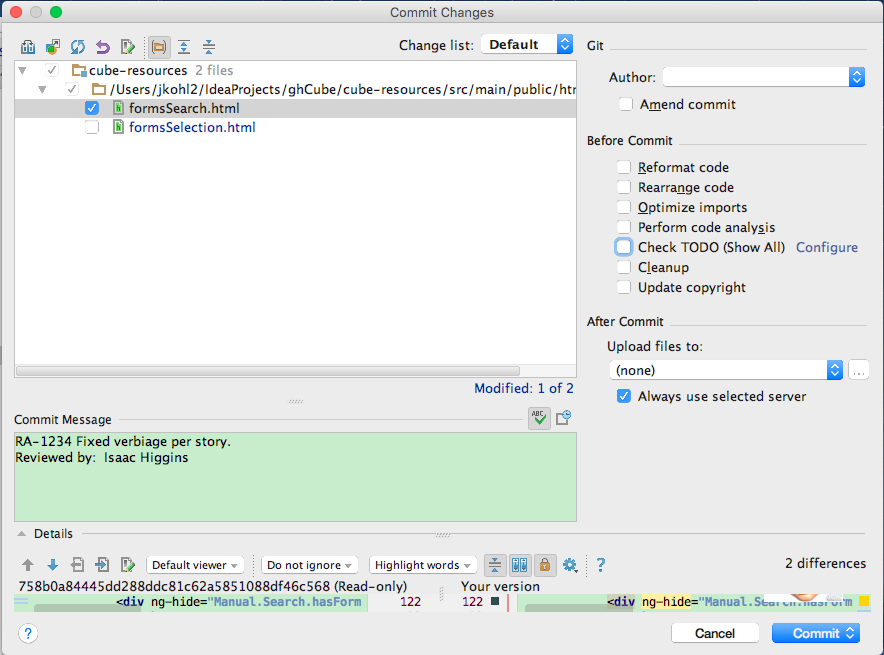 Commit Changes
Change list: Default
cube-resources 2 files
/Users/jkohl2/IdeaProjects/ghCube/cube-resources/src/main/public/htr
formsSearch.html
formsSelection.html
Modified: 1 of 2
Commit Message
ABC
RA-1234 Fixed verbiage per story.
Reviewed by: Isaac Higgins
Git
Author:
Amend commit
Before Commit
Reformat code
Rearrange code
Optimize imports
Perform code analysis
Check TODO (Show All) Configure
Cleanup
Update copyright
After Commit
Upload files to:
(none) ...
Always use selected server
Details
Default viewer Do not ignore Highlight words ? 2 differences
758b0a84445dd288ddc81c62a5851088df46c568 (Read-only) Your version
<div ng-hide="Manual.Search.hasForm 122 122 <div ng-hide="Manual.Search.hasForm
? Cancel Commit